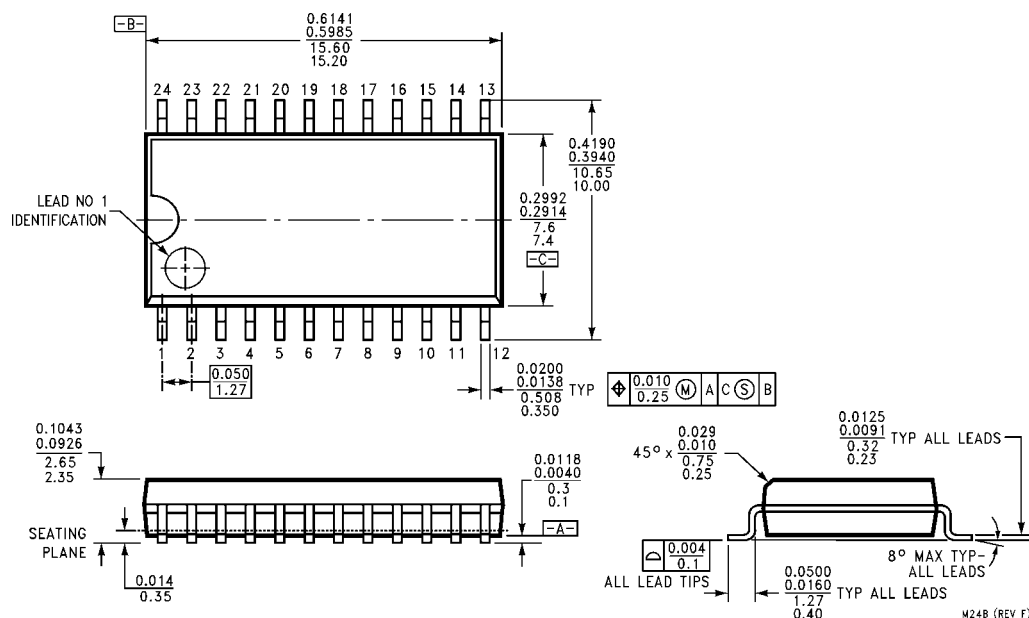 -B-
0.6141
0.5985
15.60
15.20
24 23 22 21 20 19 18 17 16 15 14 13
LEAD NO 1
IDENTIFICATION
0.4190
0.3940
10.65
10.00
0.2992
0.2914
7.6
7.4
-C-
1 2 3 4 5 6 7 8 9 10 11 12
0.050
1.27
0.0200
0.0138
0.508
0.350
TYP
⌖ 0.010 0.25 Ⓜ A C Ⓢ B
0.1043
0.0926
2.65
2.35
SEATING
PLANE
0.014
0.35
0.0118
0.0040
0.3
0.1
-A-
45° x
0.029
0.010
0.75
0.25
0.0125
0.0091
0.32
0.23
TYP ALL LEADS
0.004
0.1
ALL LEAD TIPS
8° MAX TYP-
ALL LEADS
0.0500
0.0160
1.27
0.40
TYP ALL LEADS
M24B (REV F)